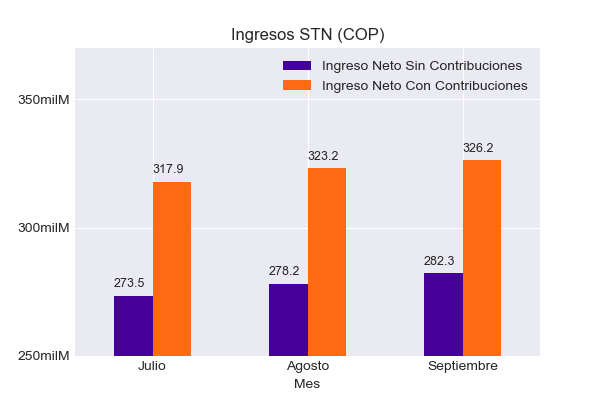 Ingresos STN (COP)
Ingreso Neto Sin Contribuciones
Ingreso Neto Con Contribuciones
350milM
300milM
250milM
317.9
323.2
326.2
273.5
278.2
282.3
Julio
Agosto
Septiembre
Mes